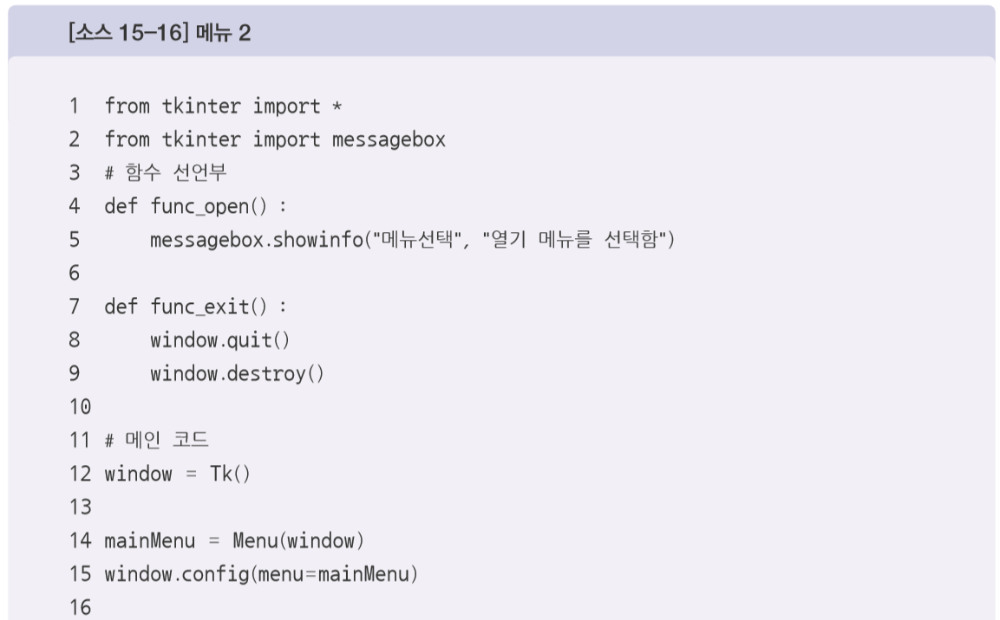 [소스 15-16] 메뉴 2
1 from tkinter import *
2 from tkinter import messagebox
3 # 함수 선언부
4 def func_open() :
5     messagebox.showinfo("메뉴선택", "열기 메뉴를 선택함")
6
7 def func_exit() :
8     window.quit()
9     window.destroy()
10
11 # 메인 코드
12 window = Tk()
13
14 mainMenu = Menu(window)
15 window.config(menu=mainMenu)
16